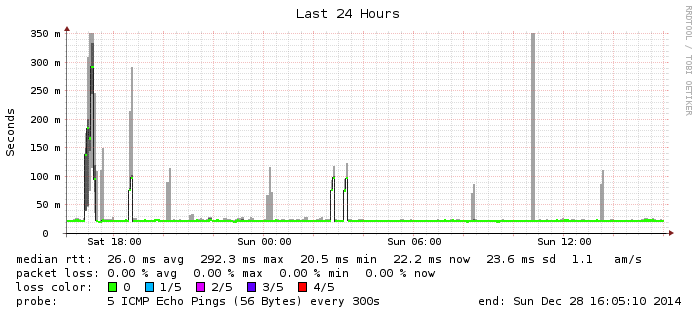 Last 24 Hours
RRDTOOL / TOBI OETIKER
Seconds
350 m
300 m
250 m
200 m
150 m
100 m
50 m
0
Sat 18:00 Sun 00:00 Sun 06:00 Sun 12:00
median rtt: 26.0 ms avg 292.3 ms max 20.5 ms min 22.2 ms now 23.6 ms sd 1.1 am/s
packet loss: 0.00 % avg 0.00 % max 0.00 % min 0.00 % now
loss color: 0 1/5 2/5 3/5 4/5
probe: 5 ICMP Echo Pings (56 Bytes) every 300s end: Sun Dec 28 16:05:10 2014